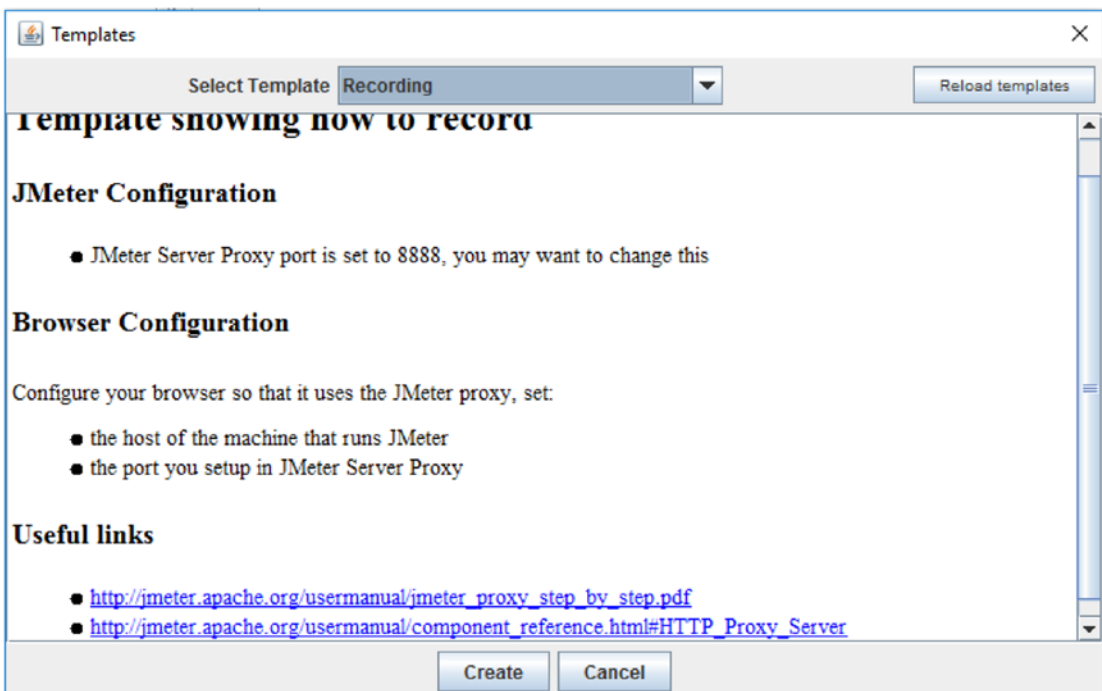 Templates
Select Template Recording Reload templates
Template showing how to record
JMeter Configuration
JMeter Server Proxy port is set to 8888, you may want to change this
Browser Configuration
Configure your browser so that it uses the JMeter proxy, set:
the host of the machine that runs JMeter
the port you setup in JMeter Server Proxy
Useful links
http://jmeter.apache.org/usermanual/jmeter_proxy_step_by_step.pdf
http://jmeter.apache.org/usermanual/component_reference.html#HTTP_Proxy_Server
Create Cancel